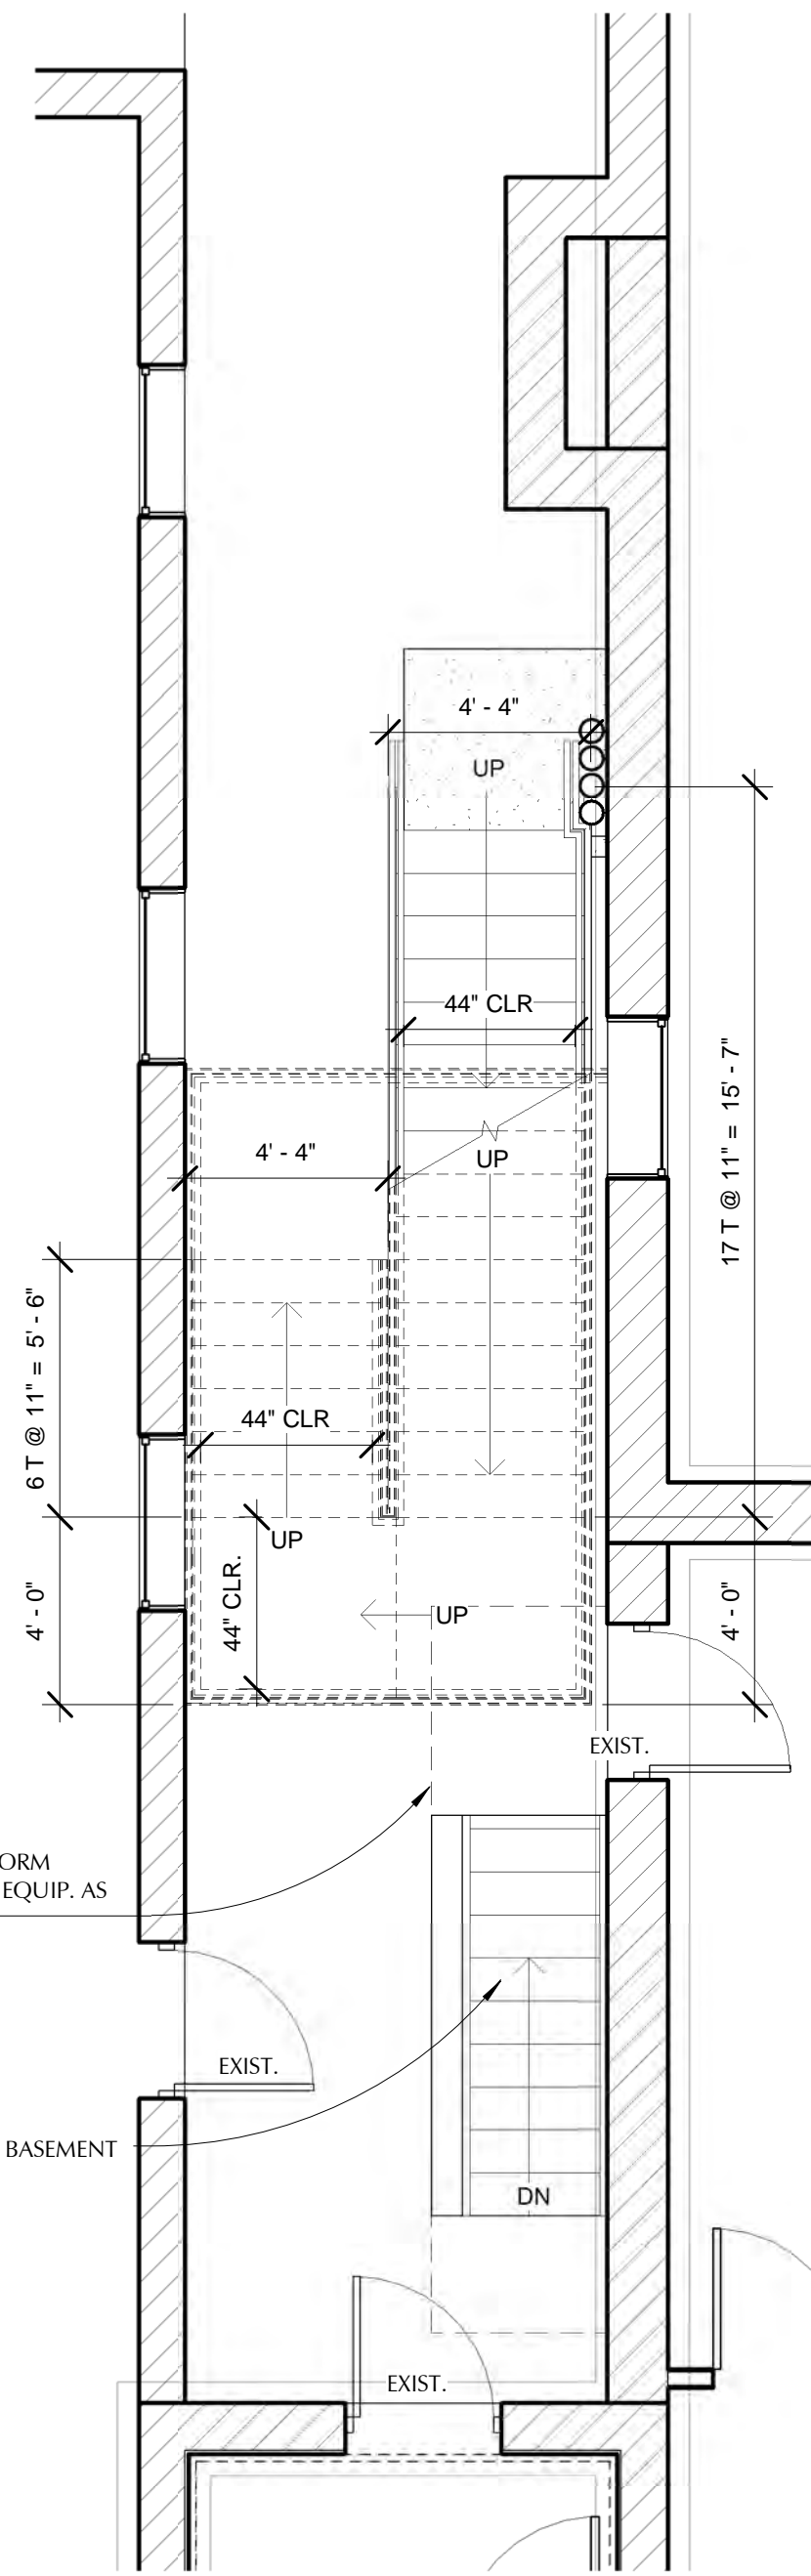 4' - 4"
UP
44" CLR
17 T @ 11" = 15' - 7"
4' - 4"
UP
6 T @ 11" = 5' - 6"
44" CLR
UP
44" CLR.
4' - 0"
UP
4' - 0"
EXIST.
ORM
EQUIP. AS
EXIST.
BASEMENT
DN
EXIST.